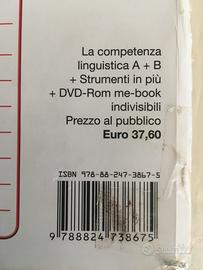 La competenza
linguistica A + B
+ Strumenti in più
+ DVD-Rom me-book
indivisibili
Prezzo al pubblico
Euro 37,60
ISBN 978-88-247-3867-5
9 788824 738675
subito